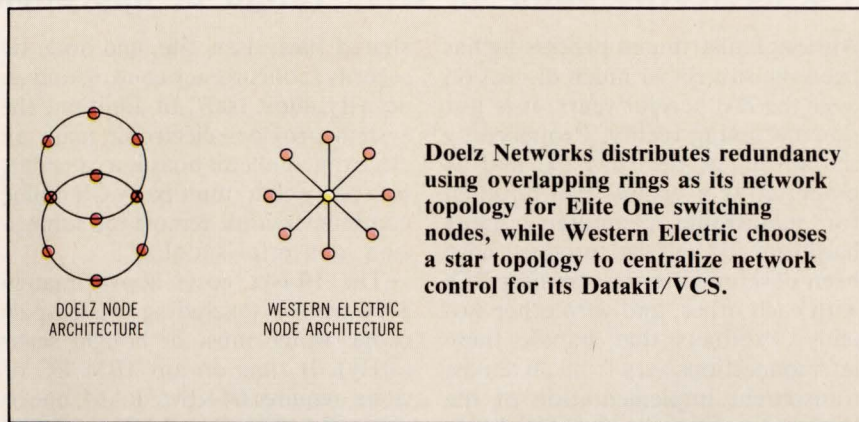 DOELZ NODE
ARCHITECTURE
WESTERN ELECTRIC
NODE ARCHITECTURE
Doelz Networks distributes redundancy
using overlapping rings as its network
topology for Elite One switching
nodes, while Western Electric chooses
a star topology to centralize network
control for its Datakit/VCS.